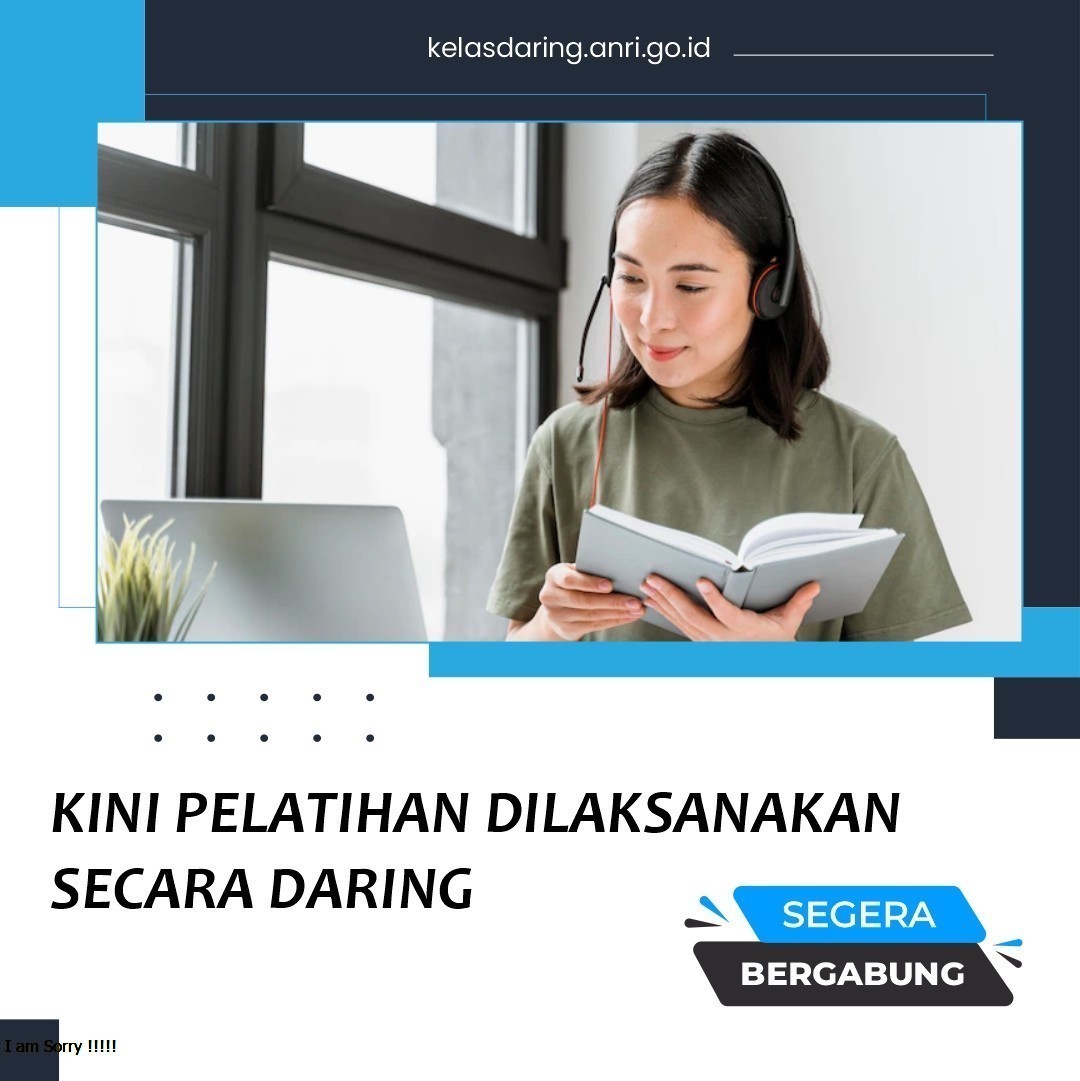 kelasdaring.anri.go.id
KINI PELATIHAN DILAKSANAKAN
SECARA DARING
SEGERA
BERGABUNG
I am Sorry !!!!!